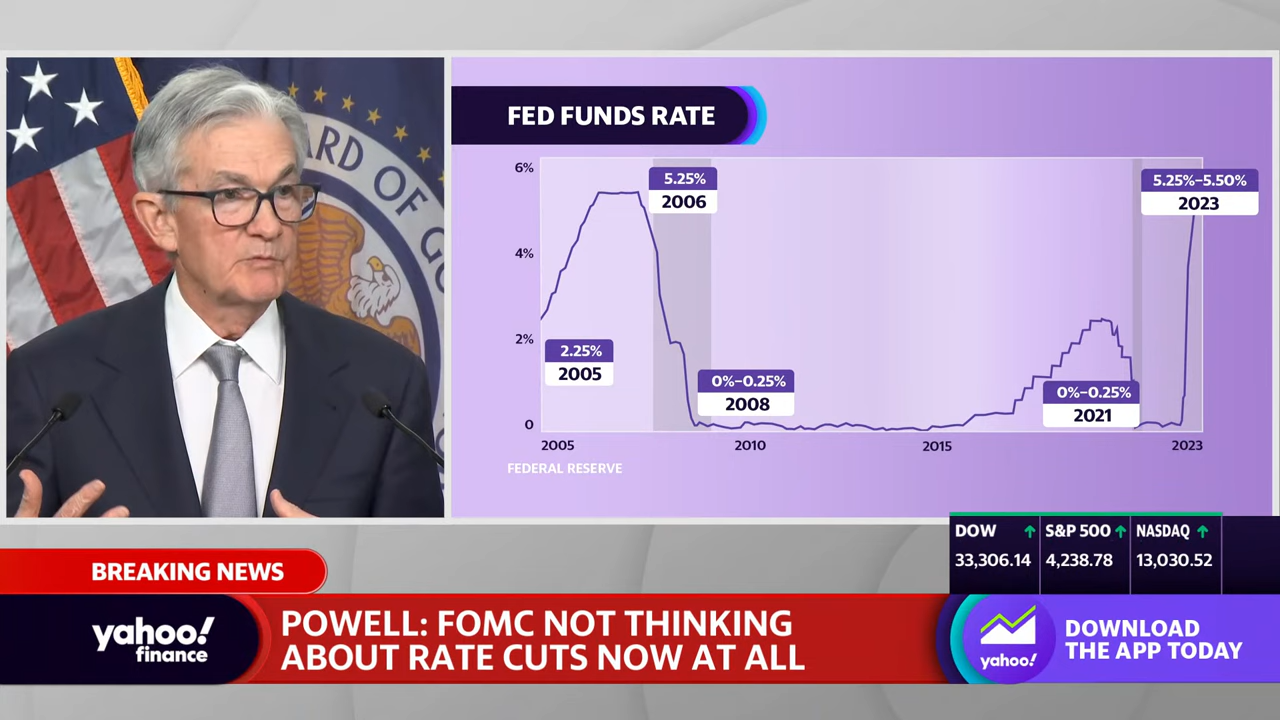 ARD OF GO
FED FUNDS RATE
6%
4%
2%
0
5.25%
2006
5.25%–5.50%
2023
2.25%
2005
0%–0.25%
2008
0%–0.25%
2021
2005
2010
2015
2023
FEDERAL RESERVE
DOW
33,306.14
S&P 500
4,238.78
NASDAQ
13,030.52
BREAKING NEWS
yahoo!
finance
POWELL: FOMC NOT THINKING
ABOUT RATE CUTS NOW AT ALL
yahoo!
DOWNLOAD
THE APP TODAY